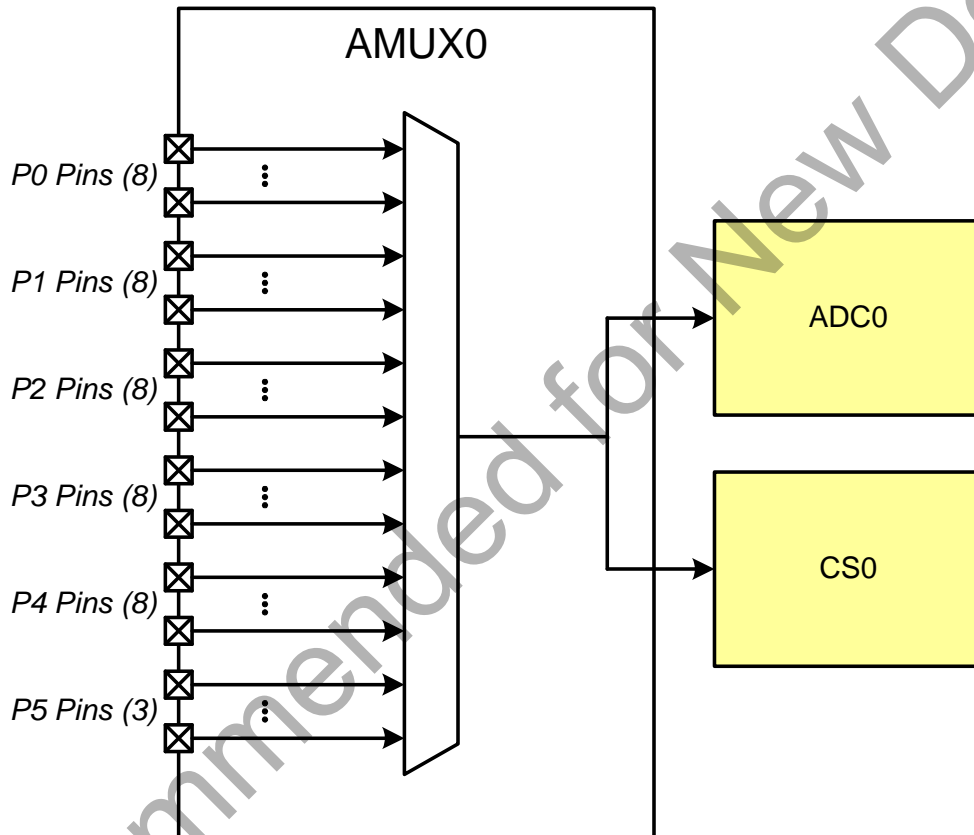 AMUX0
P0 Pins (8)
P1 Pins (8)
P2 Pins (8)
P3 Pins (8)
P4 Pins (8)
P5 Pins (3)
ADC0
CS0
for New